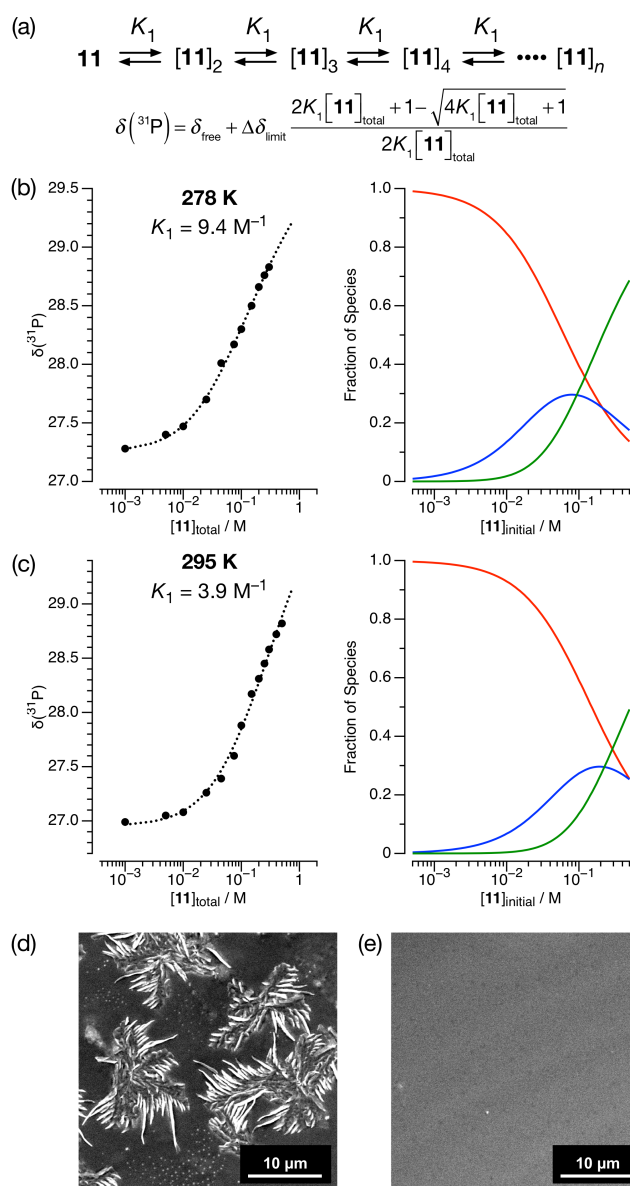 (a)
11 K1 [11]2 K1 [11]3 K1 [11]4 K1 •••• [11]n
δ(³¹P) = δfree + Δδlimit (2K1[11]total + 1 − √(4K1[11]total + 1)) / (2K1[11]total)
(b)
278 K
K1 = 9.4 M⁻¹
δ(³¹P)
29.5
29.0
28.5
28.0
27.5
27.0
10⁻³ 10⁻² 10⁻¹ 1
[11]total / M
Fraction of Species
1.0
0.8
0.6
0.4
0.2
0
10⁻³ 10⁻² 10⁻¹
[11]initial / M
(c)
295 K
K1 = 3.9 M⁻¹
δ(³¹P)
29.0
28.5
28.0
27.5
27.0
10⁻³ 10⁻² 10⁻¹ 1
[11]total / M
Fraction of Species
1.0
0.8
0.6
0.4
0.2
0
10⁻³ 10⁻² 10⁻¹
[11]initial / M
(d)
10 µm
(e)
10 µm